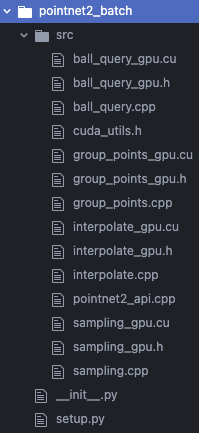 pointnet2_batch
src
ball_query_gpu.cu
ball_query_gpu.h
ball_query.cpp
cuda_utils.h
group_points_gpu.cu
group_points_gpu.h
group_points.cpp
interpolate_gpu.cu
interpolate_gpu.h
interpolate.cpp
pointnet2_api.cpp
sampling_gpu.cu
sampling_gpu.h
sampling.cpp
__init__.py
setup.py